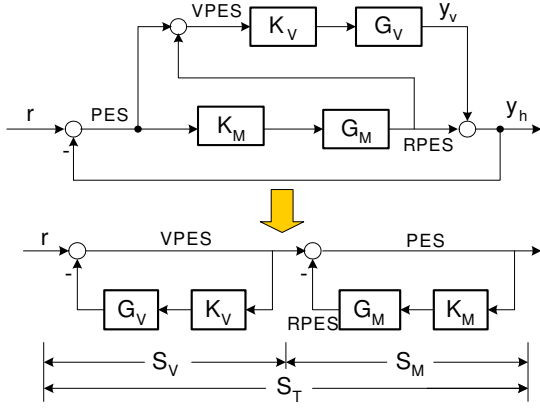 VPES
K_V
G_V
y_v
r
PES
-
K_M
G_M
RPES
y_h
r
-
VPES
-
PES
G_V
K_V
RPES
G_M
K_M
S_V
S_M
S_T